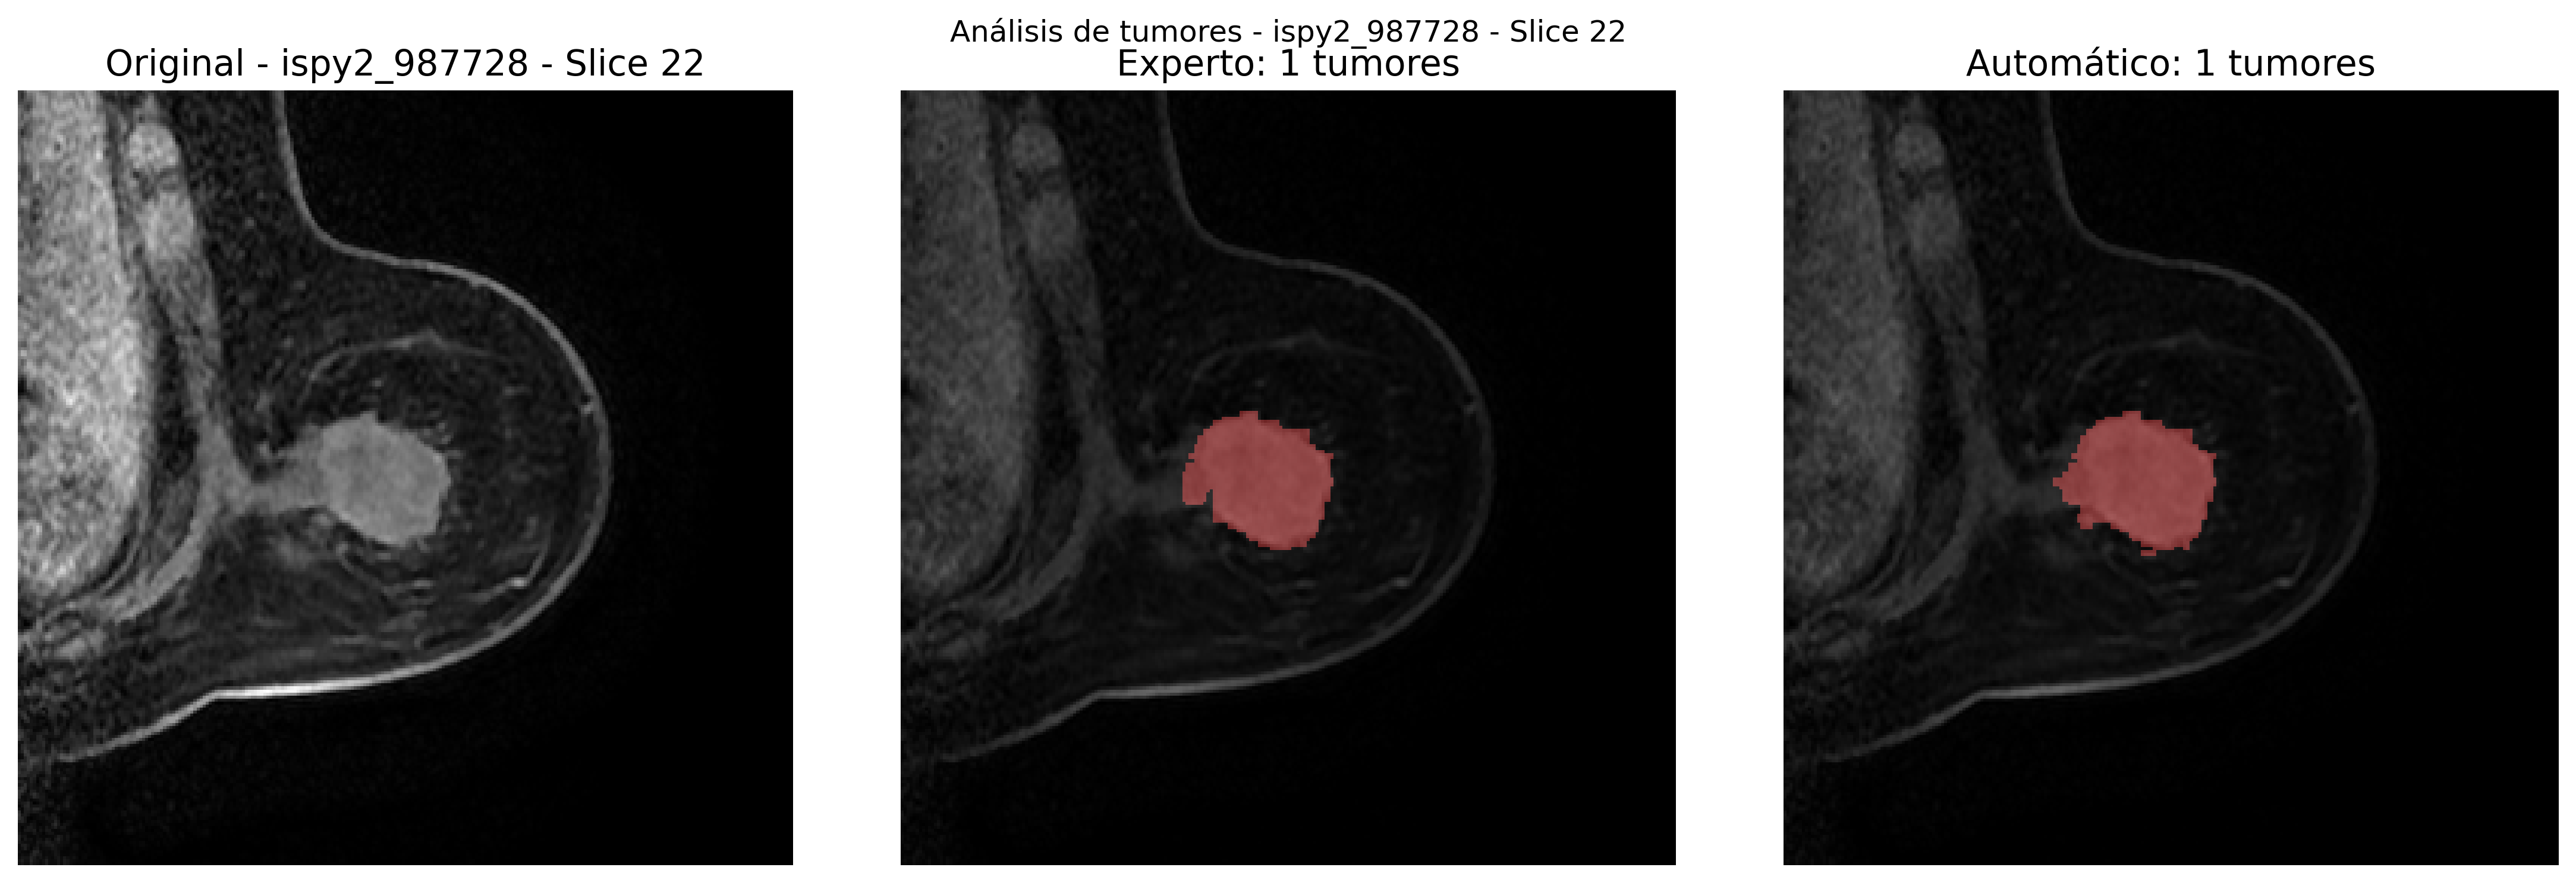 Análisis de tumores - ispy2_987728 - Slice 22
Original - ispy2_987728 - Slice 22
Experto: 1 tumores
Automático: 1 tumores